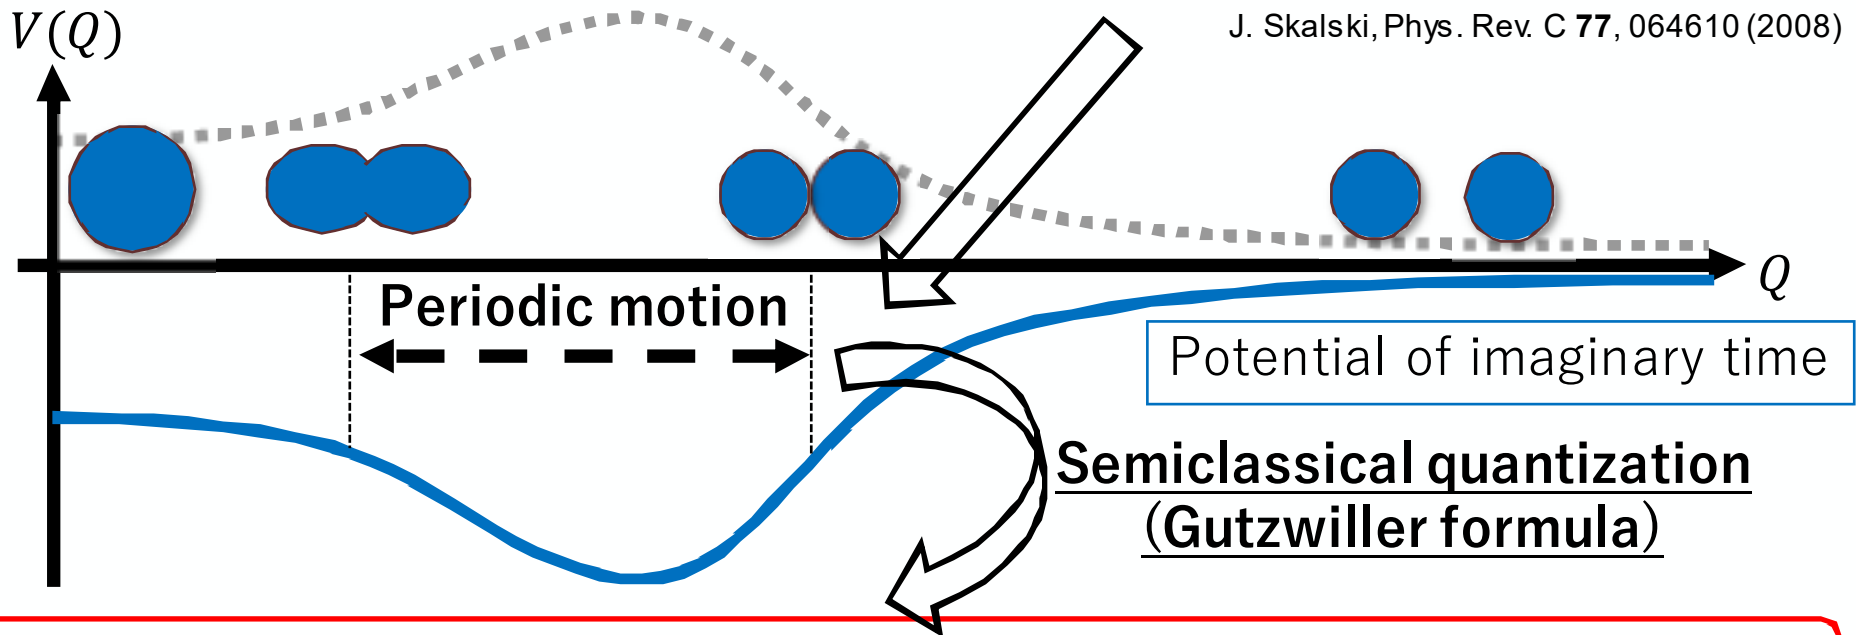 V(Q)
J. Skalski, Phys. Rev. C 77, 064610 (2008)
Q
Periodic motion
Potential of imaginary time
Semiclassical quantization
(Gutzwiller formula)